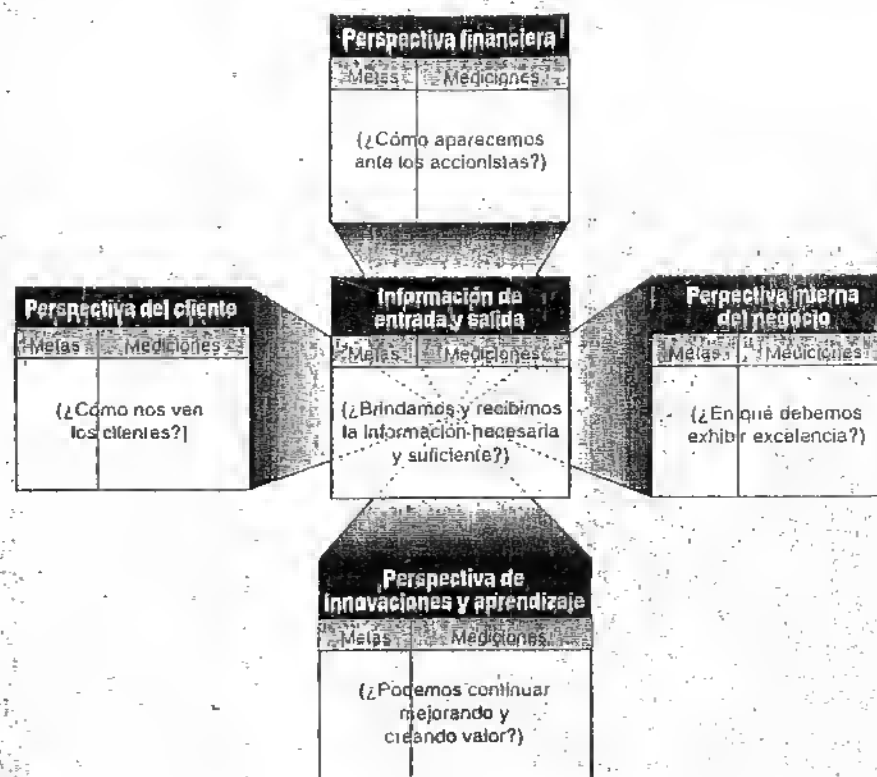 Perspectiva financiera
Metas Mediciones
(¿Cómo aparecemos
ante los accionistas?)
Perspectiva del cliente
Metas Mediciones
(¿Cómo nos ven
los clientes?)
Información de
entrada y salida
Metas Mediciones
(¿Brindamos y recibimos
la información necesaria
y suficiente?)
Perpectiva interna
del negocio
Metas Mediciones
(¿En qué debemos
exhibir excelencia?)
Perspectiva de
innovaciones y aprendizaje
Metas Mediciones
(¿Podemos continuar
mejorando y
creando valor?)